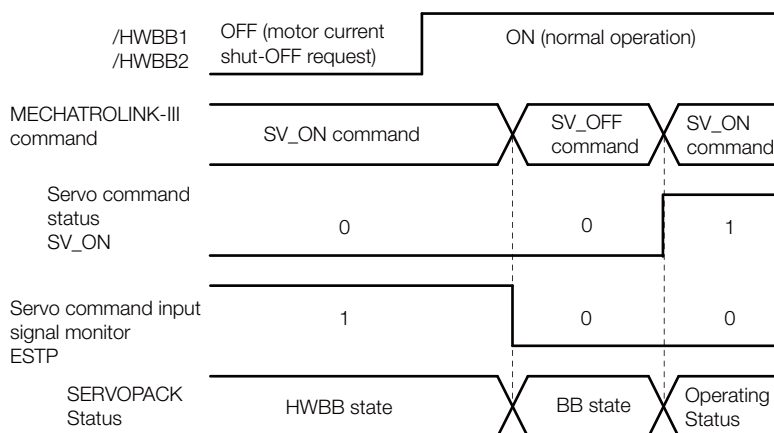 /HWBB1
/HWBB2
OFF (motor current
shut-OFF request)
ON (normal operation)
MECHATROLINK-III
command
SV_ON command
SV_OFF
command
SV_ON
command
Servo command
status
SV_ON
0
0
1
Servo command input
signal monitor
ESTP
1
0
0
SERVOPACK
Status
HWBB state
BB state
Operating
Status